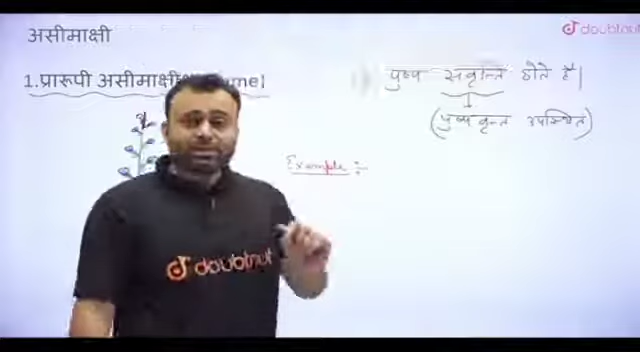 असीमाक्षी
doubtnut
1.प्रारूपी असीमाक्षी
पुष्प सवृन्त होते हैं|
(पुष्पवृन्त उपस्थित)
Example :-
doubtnut